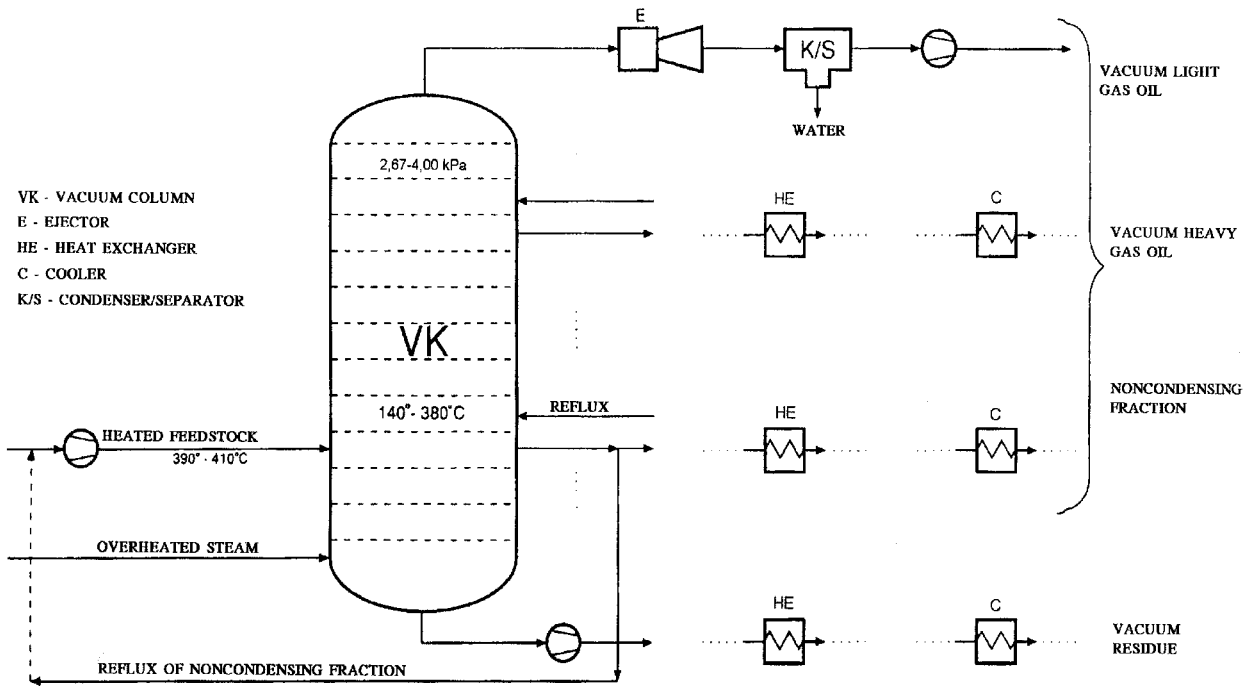 E
K/S
VACUUM LIGHT
GAS OIL
WATER
2,67-4,00 kPa
VK - VACUUM COLUMN
E - EJECTOR
HE - HEAT EXCHANGER
C - COOLER
K/S - CONDENSER/SEPARATOR
HE
C
VACUUM HEAVY
GAS OIL
VK
140°- 380°C
REFLUX
NONCONDENSING
FRACTION
HEATED FEEDSTOCK
390° - 410°C
HE
C
OVERHEATED STEAM
HE
C
VACUUM
RESIDUE
REFLUX OF NONCONDENSING FRACTION